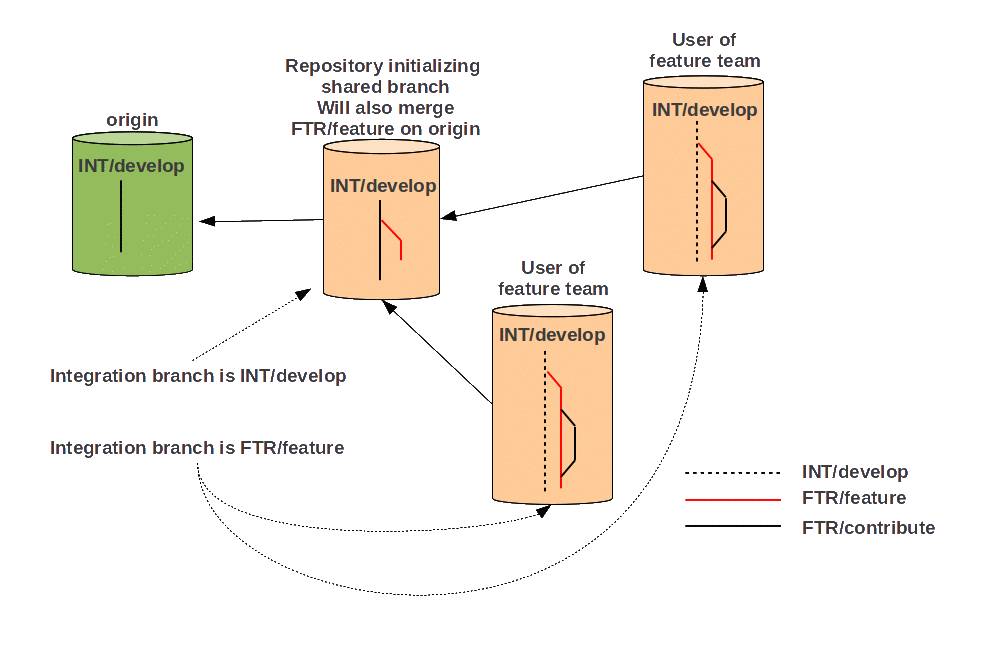 User of
feature team
Repository initializing
shared branch
Will also merge
FTR/feature on origin
origin
INT/develop
INT/develop
INT/develop
User of
feature team
INT/develop
Integration branch is INT/develop
Integration branch is FTR/feature
INT/develop
FTR/feature
FTR/contribute